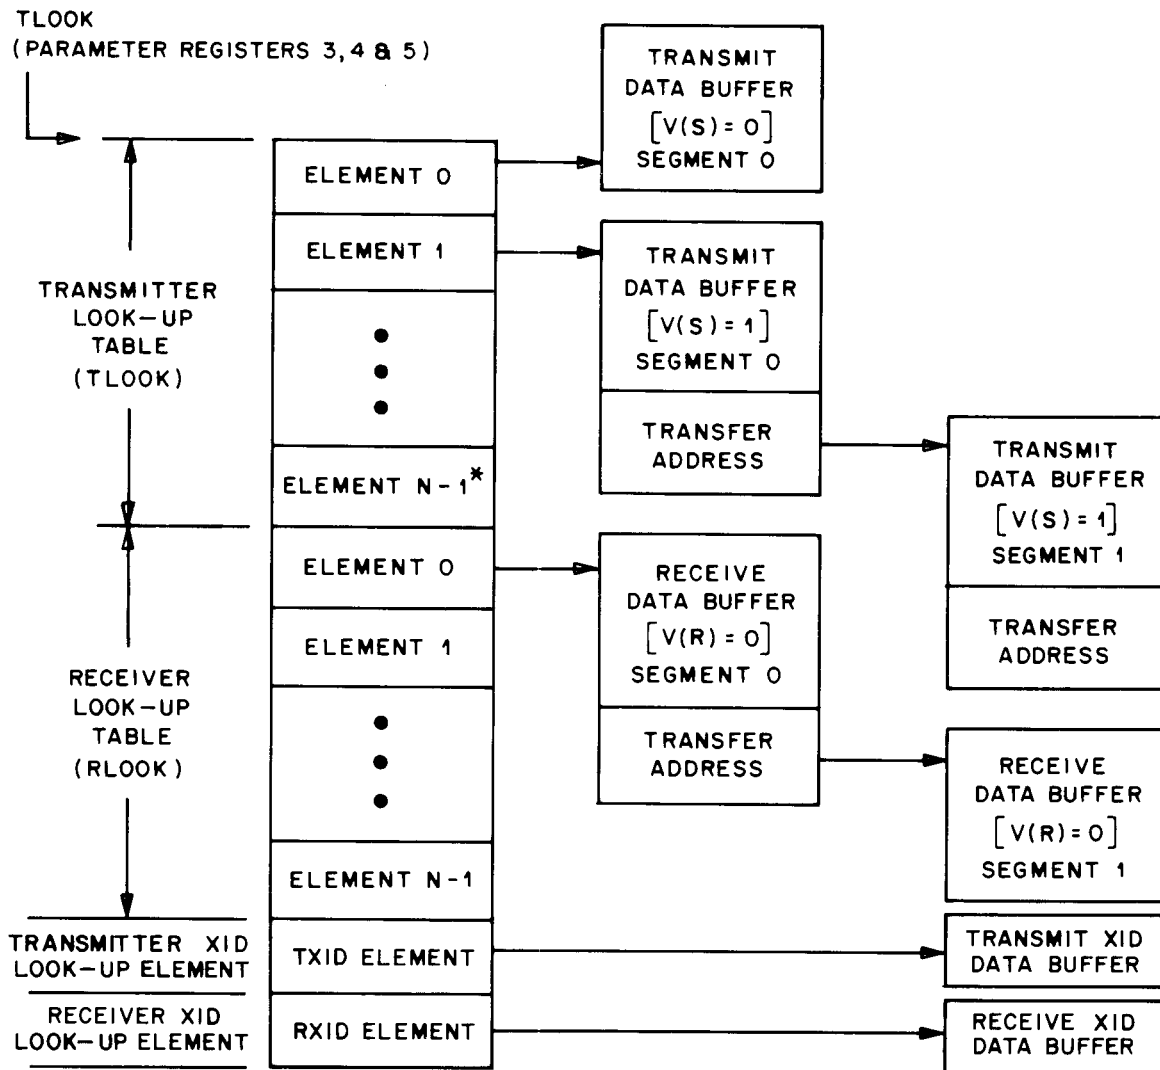 TLOOK
(PARAMETER REGISTERS 3, 4 & 5)
TRANSMITTER
LOOK-UP
TABLE
(TLOOK)
RECEIVER
LOOK-UP
TABLE
(RLOOK)
TRANSMITTER XID
LOOK-UP ELEMENT
RECEIVER XID
LOOK-UP ELEMENT
ELEMENT 0
ELEMENT 1
ELEMENT N-1*
ELEMENT 0
ELEMENT 1
ELEMENT N-1
TXID ELEMENT
RXID ELEMENT
TRANSMIT
DATA BUFFER
[V(S)=0]
SEGMENT 0
TRANSMIT
DATA BUFFER
[V(S)=1]
SEGMENT 0
TRANSFER
ADDRESS
RECEIVE
DATA BUFFER
[V(R)=0]
SEGMENT 0
TRANSFER
ADDRESS
TRANSMIT
DATA BUFFER
[V(S)=1]
SEGMENT 1
TRANSFER
ADDRESS
RECEIVE
DATA BUFFER
[V(R)=0]
SEGMENT 1
TRANSMIT XID
DATA BUFFER
RECEIVE XID
DATA BUFFER